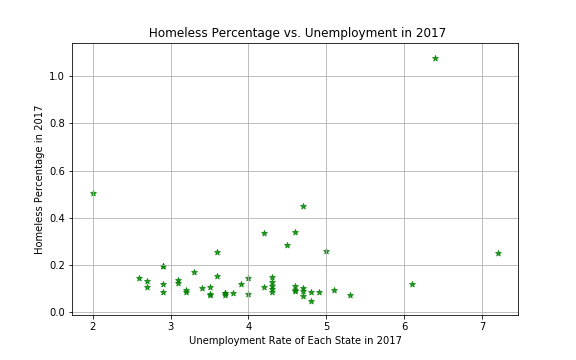 Homeless Percentage vs. Unemployment in 2017
Homeless Percentage in 2017
1.0
0.8
0.6
0.4
0.2
0.0
2 3 4 5 6 7
Unemployment Rate of Each State in 2017